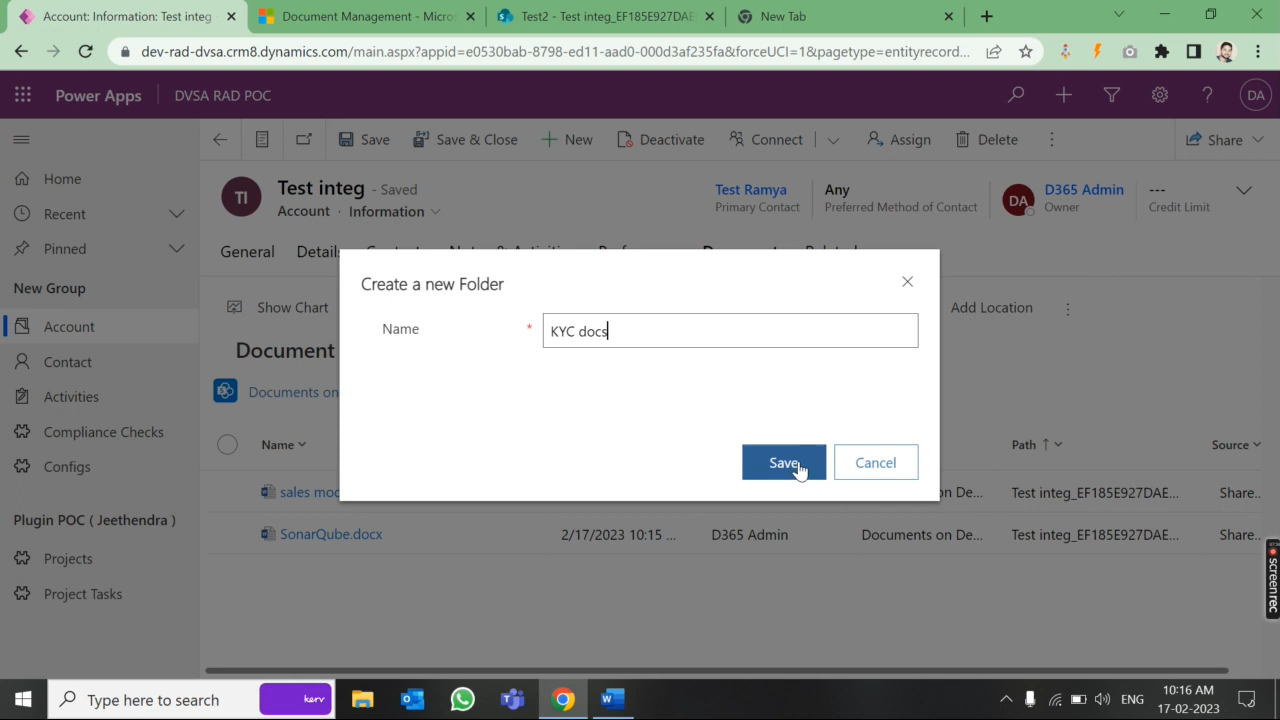 Account: Information: Test integ
Document Management - Micros
Test2 - Test integ_EF185E927DAE
New Tab
dev-rad-dvsa.crm8.dynamics.com/main.aspx?appid=e0530bab-8798-ed11-aad0-000d3af235fa&forceUCI=1&pagetype=entityrecord...
Power Apps
DVSA RAD POC
DA
Save
Save & Close
New
Deactivate
Connect
Assign
Delete
Share
Home
Recent
Pinned
New Group
Account
Contact
Activities
Compliance Checks
Configs
Plugin POC ( Jeethendra )
Projects
Project Tasks
TI
Test integ - Saved
Account · Information
Test Ramya
Primary Contact
Any
Preferred Method of Contact
DA
D365 Admin
Owner
---
Credit Limit
General
Details
Show Chart
Add Location
Document
Documents on
Name
Path
Source
sales mod
on De...
Test integ_EF185E927DAE...
Share...
SonarQube.docx
2/17/2023 10:15 ...
D365 Admin
Documents on De...
Test integ_EF185E927DAE...
Share...
Create a new Folder
Name
*
KYC docs
Save
Cancel
screenrec
Type here to search
kerv
ENG
10:16 AM
17-02-2023